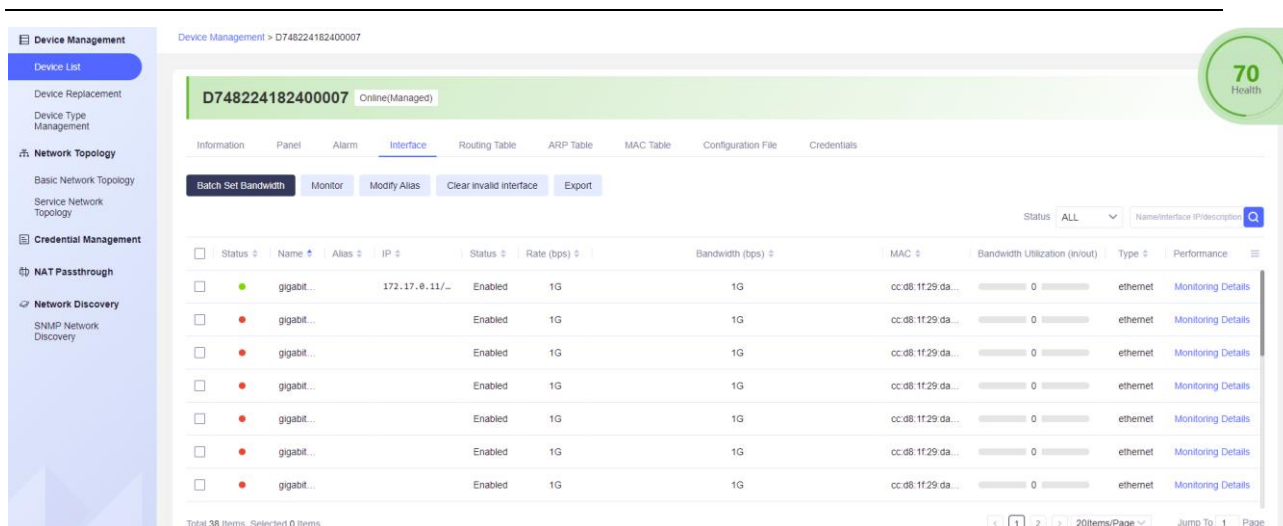 Device Management
Device List
Device Replacement
Device Type
Management
Network Topology
Basic Network Topology
Service Network
Topology
Credential Management
NAT Passthrough
Network Discovery
SNMP Network
Discovery
Device Management > D748224182400007
D748224182400007 Online(Managed)
70
Health
Information Panel Alarm Interface Routing Table ARP Table MAC Table Configuration File Credentials
Batch Set Bandwidth Monitor Modify Alias Clear invalid interface Export
Status ALL Name/Interface IP/description
Status Name Alias IP Status Rate (bps) Bandwidth (bps) MAC Bandwidth Utilization (in/out) Type Performance
gigabit... 172.17.0.11/… Enabled 1G 1G cc:d8:1f:29:da... 0 ethernet Monitoring Details
gigabit... Enabled 1G 1G cc:d8:1f:29:da... 0 ethernet Monitoring Details
gigabit... Enabled 1G 1G cc:d8:1f:29:da... 0 ethernet Monitoring Details
gigabit... Enabled 1G 1G cc:d8:1f:29:da... 0 ethernet Monitoring Details
gigabit... Enabled 1G 1G cc:d8:1f:29:da... 0 ethernet Monitoring Details
gigabit... Enabled 1G 1G cc:d8:1f:29:da... 0 ethernet Monitoring Details
gigabit... Enabled 1G 1G cc:d8:1f:29:da... 0 ethernet Monitoring Details
Total 38 Items, Selected 0 Items. < 1 2 > 20Items/Page Jump To 1 Page